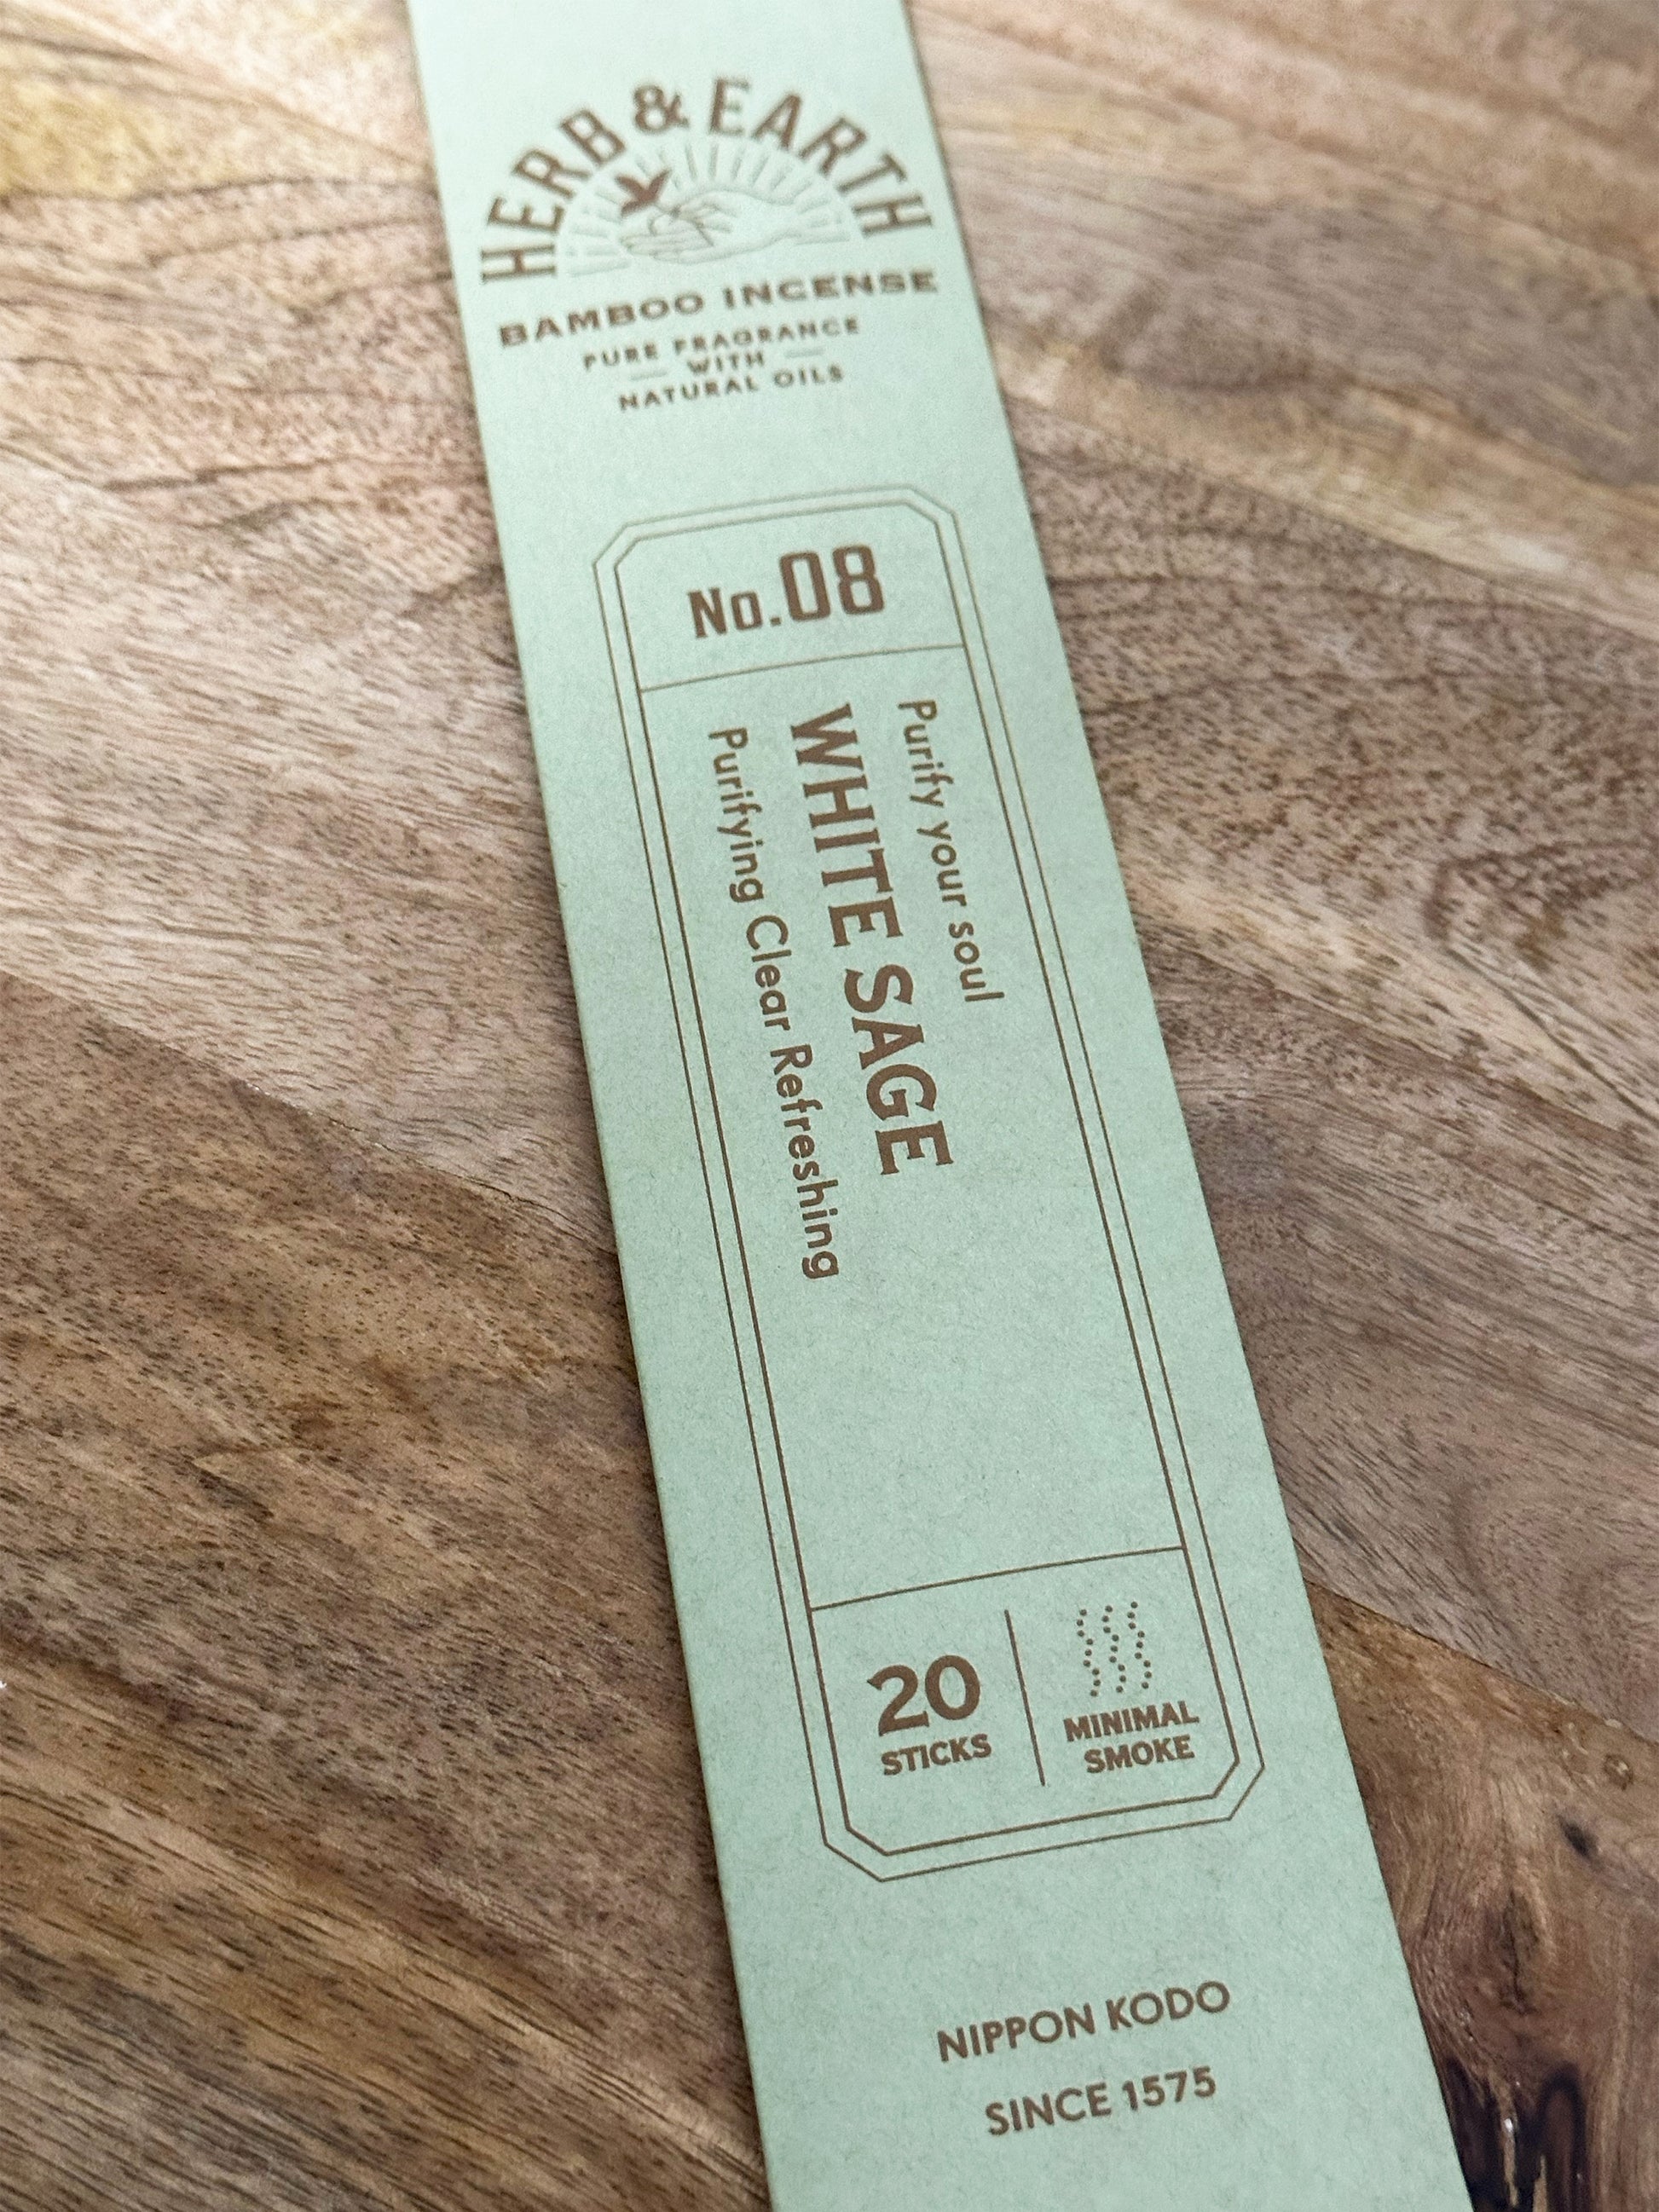 HERB & EARTH
BAMBOO INCENSE
PURE FRAGRANCE
WITH
NATURAL OILS
No.08
Purify your soul
WHITE SAGE
Purifying Clear Refreshing
20
STICKS
MINIMAL
SMOKE
NIPPON KODO
SINCE 1575